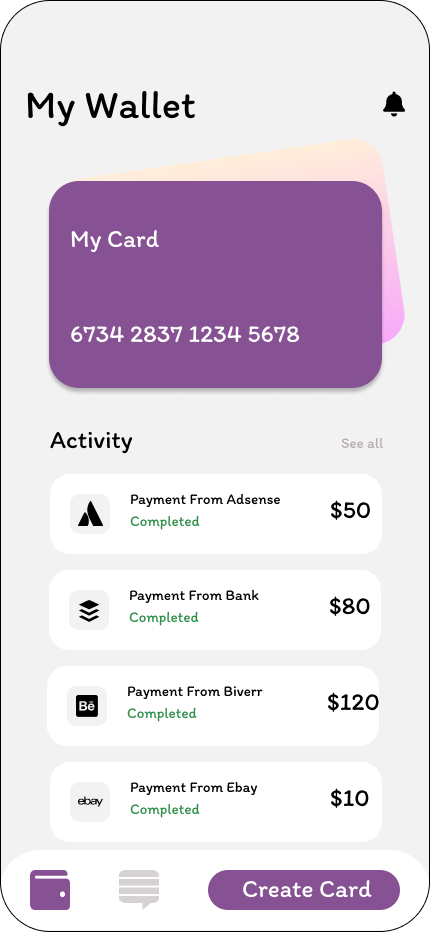 My Wallet
My Card
6734 2837 1234 5678
Activity
See all
Payment From Adsense
Completed
$50
Payment From Bank
Completed
$80
Bē
Payment From Biverr
Completed
$120
ebay
Payment From Ebay
Completed
$10
Create Card